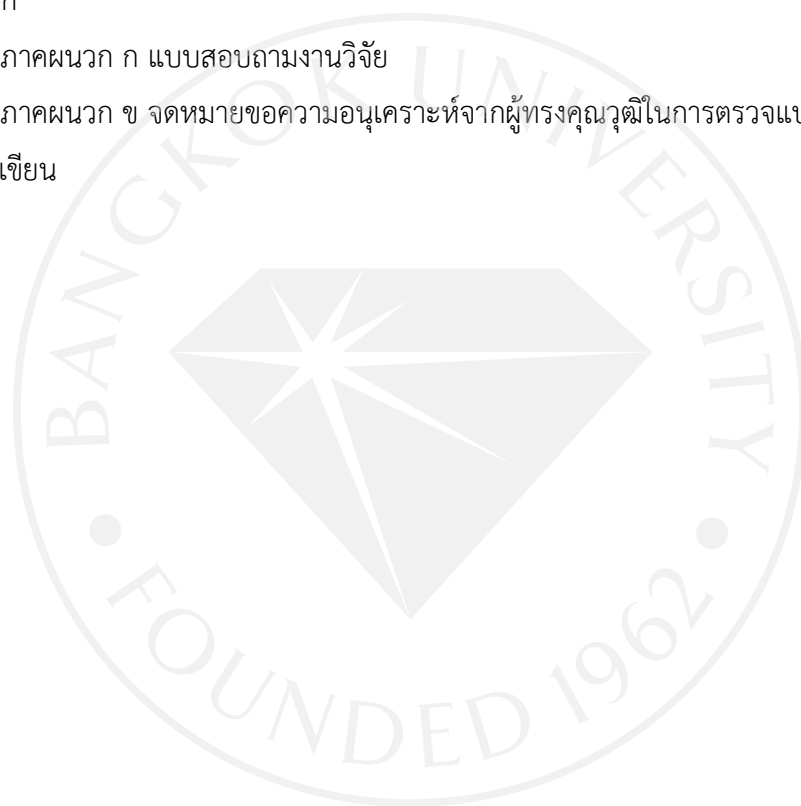 ก
ภาคผนวก ก แบบสอบถามงานวิจัย
ภาคผนวก ข จดหมายขอความอนุเคราะห์จากผู้ทรงคุณวุฒิในการตรวจแบ
เขียน
BANGKOK UNIVERSITY
FOUNDED 1962